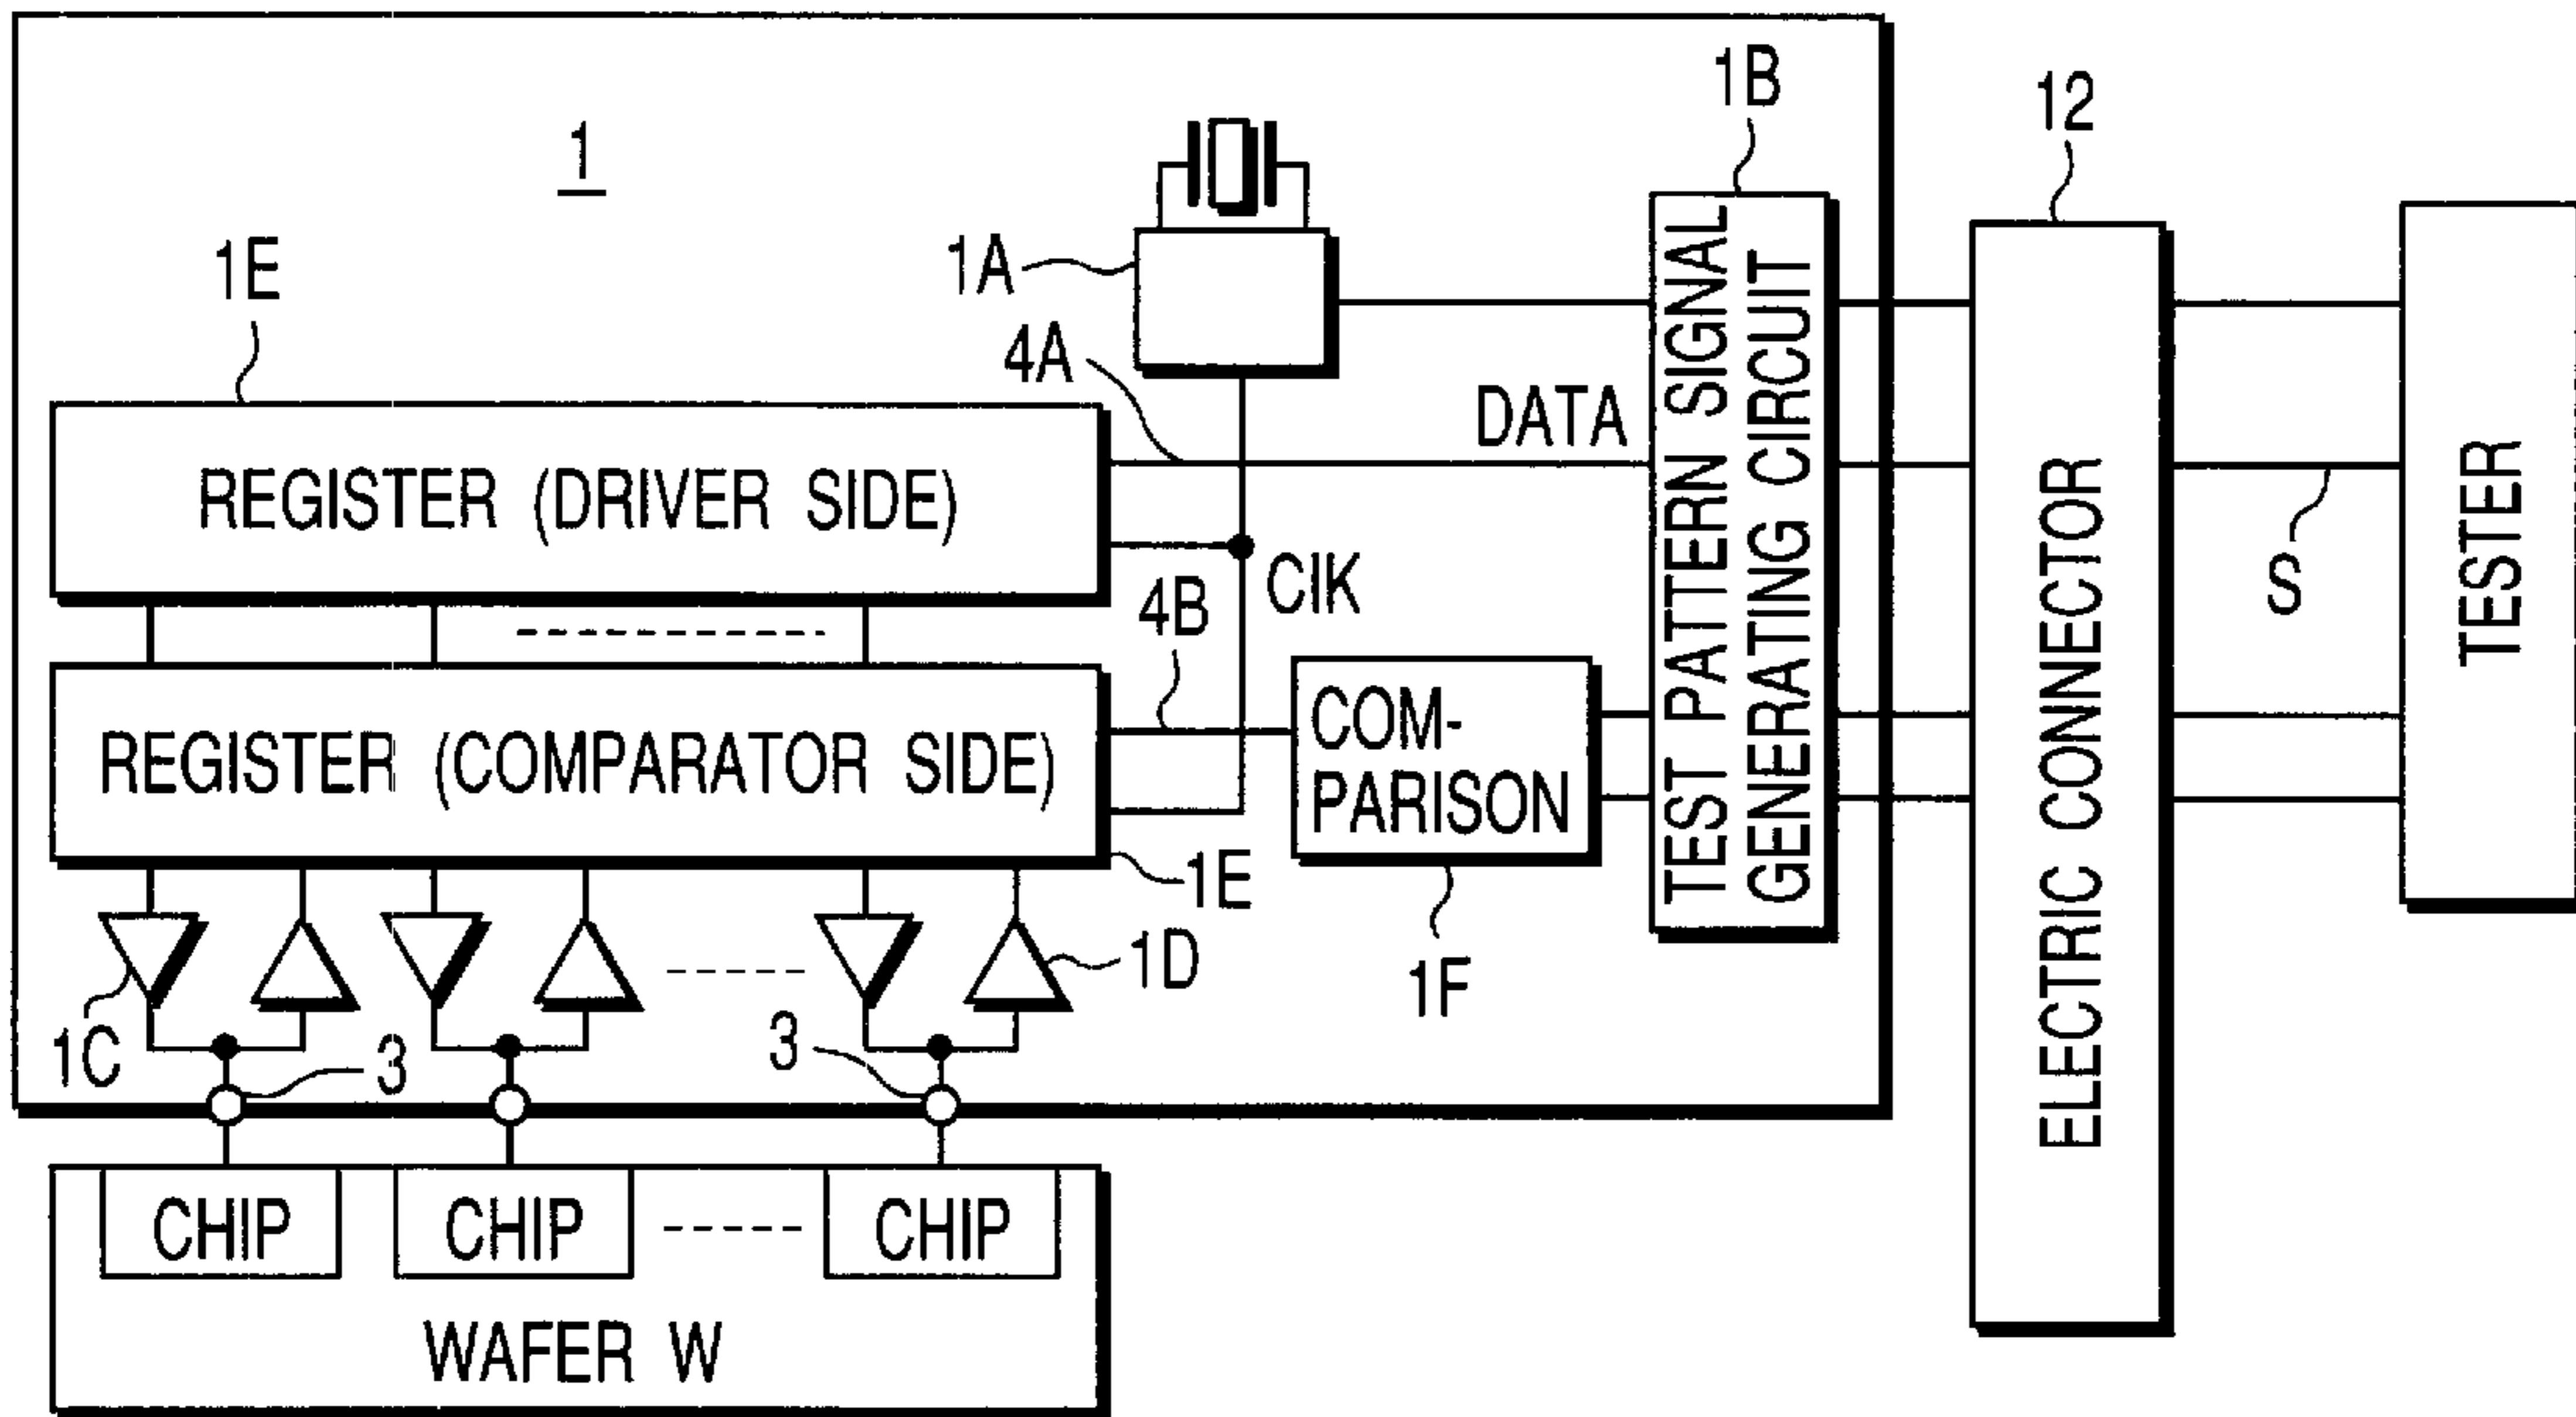 1
1B
12
1A
1E
4A
DATA
TEST PATTERN SIGNAL
GENERATING CIRCUIT
ELECTRIC CONNECTOR
TESTER
REGISTER (DRIVER SIDE)
CIK
S
4B
COM-
PARISON
REGISTER (COMPARATOR SIDE)
1E
1D
1F
1C
3
3
CHIP
CHIP
CHIP
WAFER W